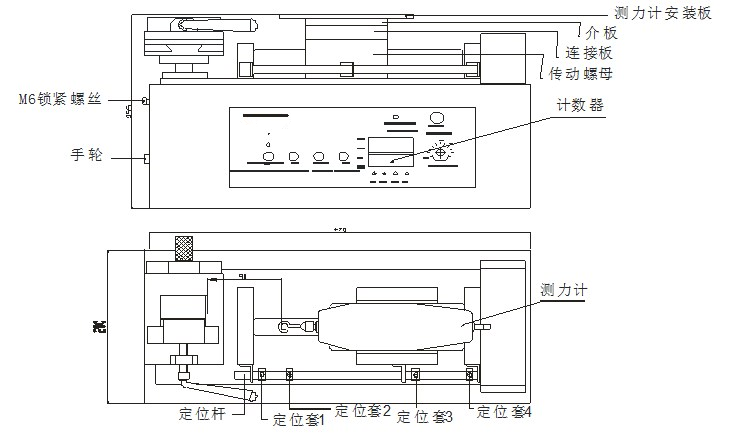 测力计安装板
介板
连接板
传动螺母
计数器
M6锁紧螺丝
手轮
测力计
定位杆
定位套1
定位套2
定位套3
定位套4